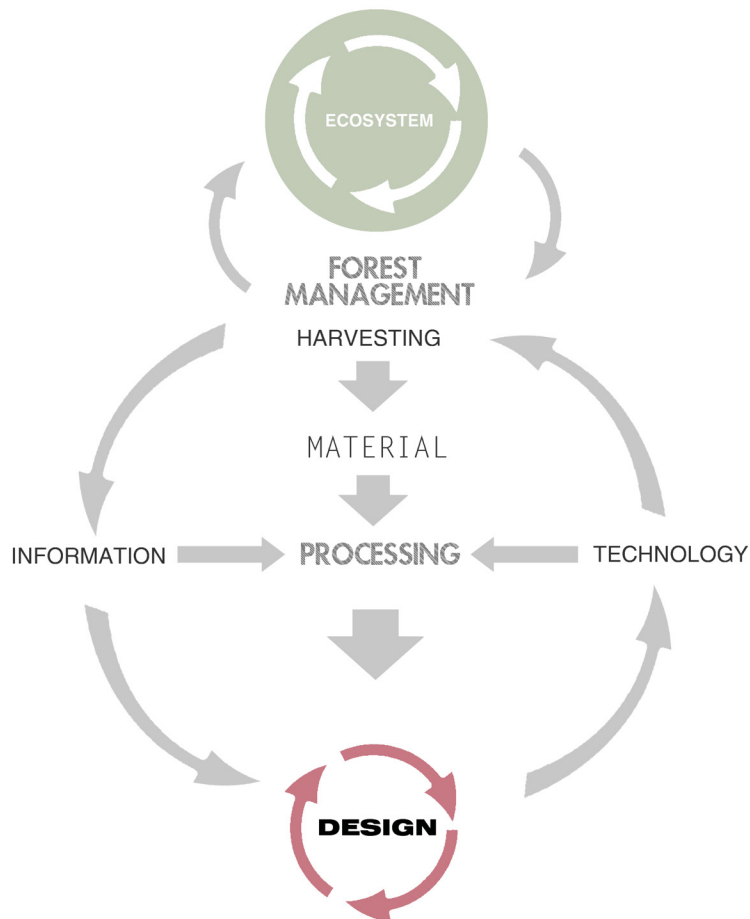 ECOSYSTEM
FOREST
MANAGEMENT
HARVESTING
MATERIAL
INFORMATION
PROCESSING
TECHNOLOGY
DESIGN